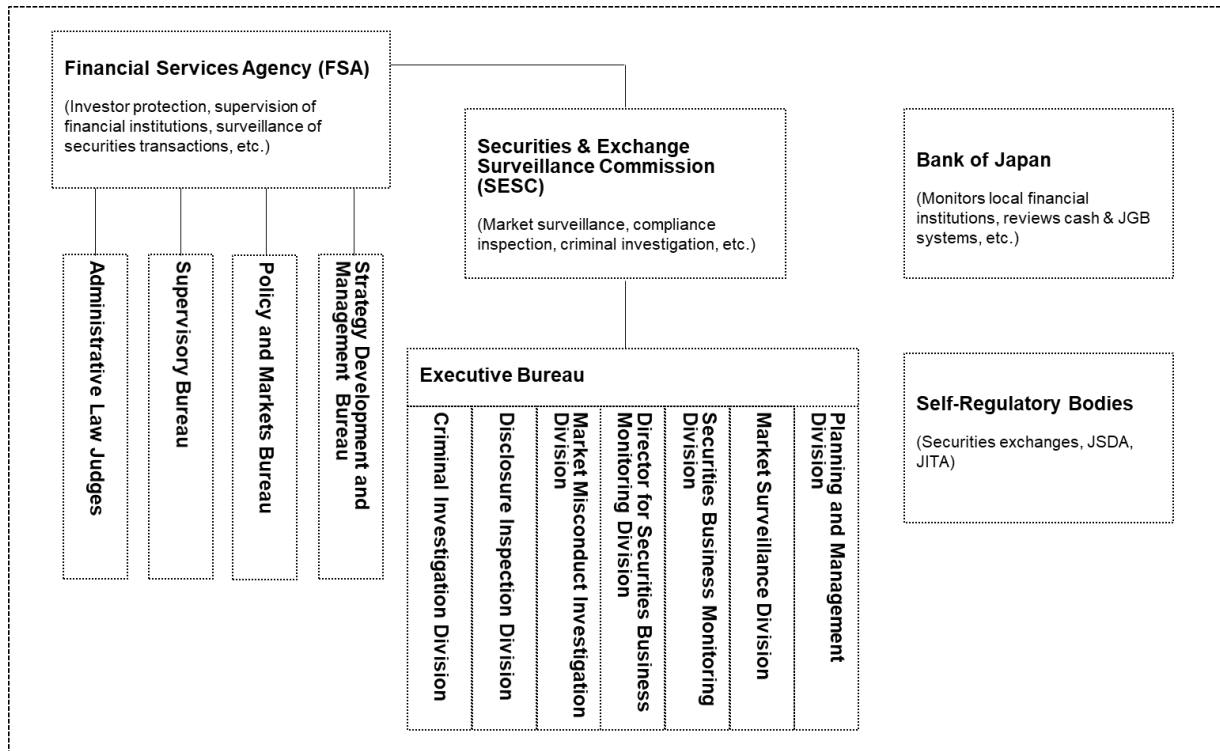 Financial Services Agency (FSA)
(Investor protection, supervision of
financial institutions, surveillance of
securities transactions, etc.)
Securities & Exchange
Surveillance Commission
(SESC)
(Market surveillance, compliance
inspection, criminal investigation, etc.)
Bank of Japan
(Monitors local financial
institutions, reviews cash & JGB
systems, etc.)
Administrative Law Judges
Supervisory Bureau
Policy and Markets Bureau
Strategy Development and
Management Bureau
Executive Bureau
Criminal Investigation Division
Disclosure Inspection Division
Market Misconduct Investigation
Division
Director for Securities Business
Monitoring Division
Securities Business Monitoring
Division
Market Surveillance Division
Planning and Management
Division
Self-Regulatory Bodies
(Securities exchanges, JSDA,
JITA)